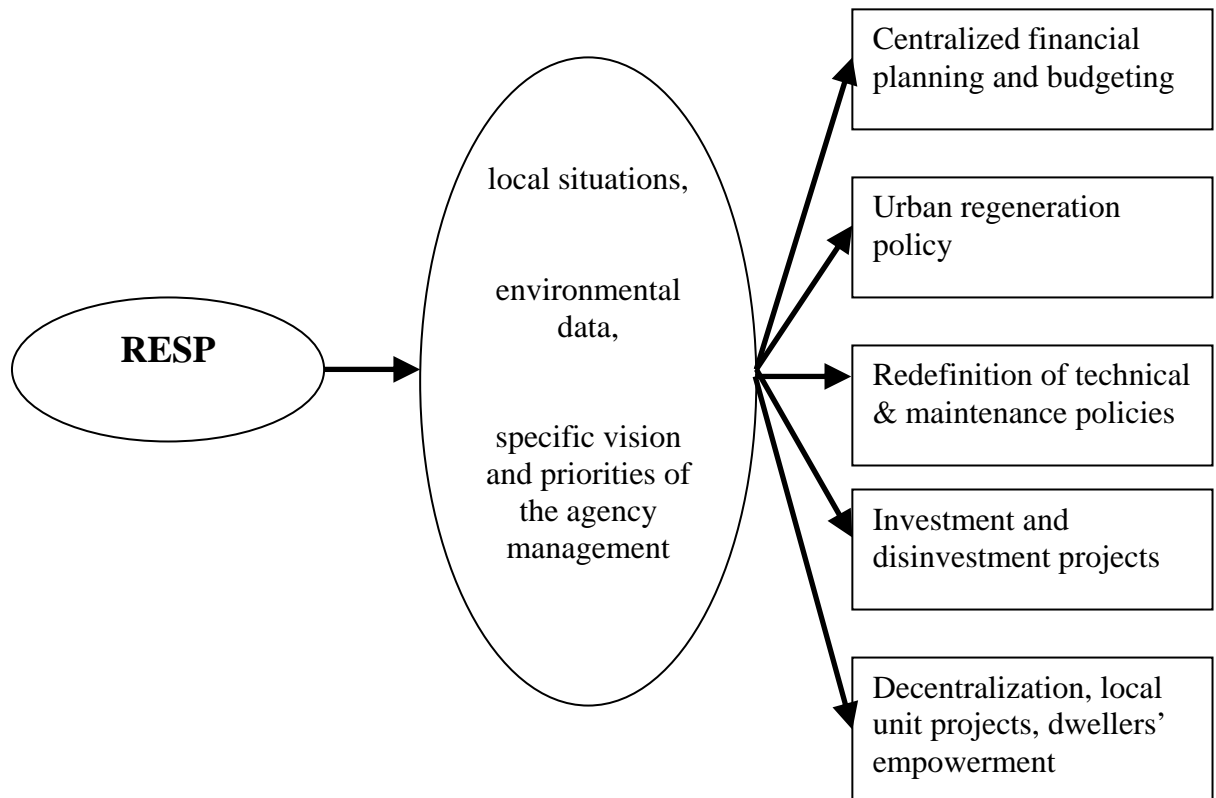 RESP
local situations,
environmental
data,
specific vision
and priorities of
the agency
management
Centralized financial
planning and budgeting
Urban regeneration
policy
Redefinition of technical
& maintenance policies
Investment and
disinvestment projects
Decentralization, local
unit projects, dwellers’
empowerment